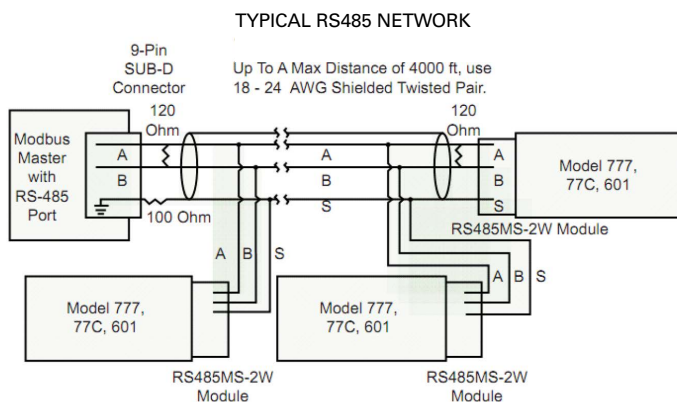 TYPICAL RS485 NETWORK
9-Pin
SUB-D
Connector
Up To A Max Distance of 4000 ft, use
18 - 24 AWG Shielded Twisted Pair.
120
Ohm
120
Ohm
Modbus
Master
with
RS-485
Port
A
B
100 Ohm
A
B
S
A
B
S
Model 777,
77C, 601
RS485MS-2W Module
A B S
A B S
Model 777,
77C, 601
RS485MS-2W
Module
Model 777,
77C, 601
RS485MS-2W
Module